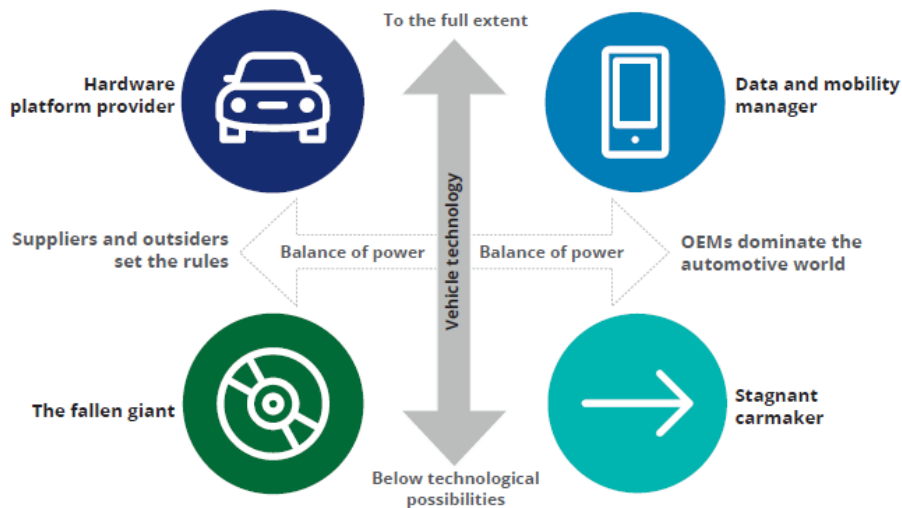 To the full extent
Hardware
platform provider
Data and mobility
manager
Suppliers and outsiders
set the rules
Balance of power
Vehicle technology
Balance of power
OEMs dominate the
automotive world
The fallen giant
Stagnant
carmaker
Below technological
possibilities